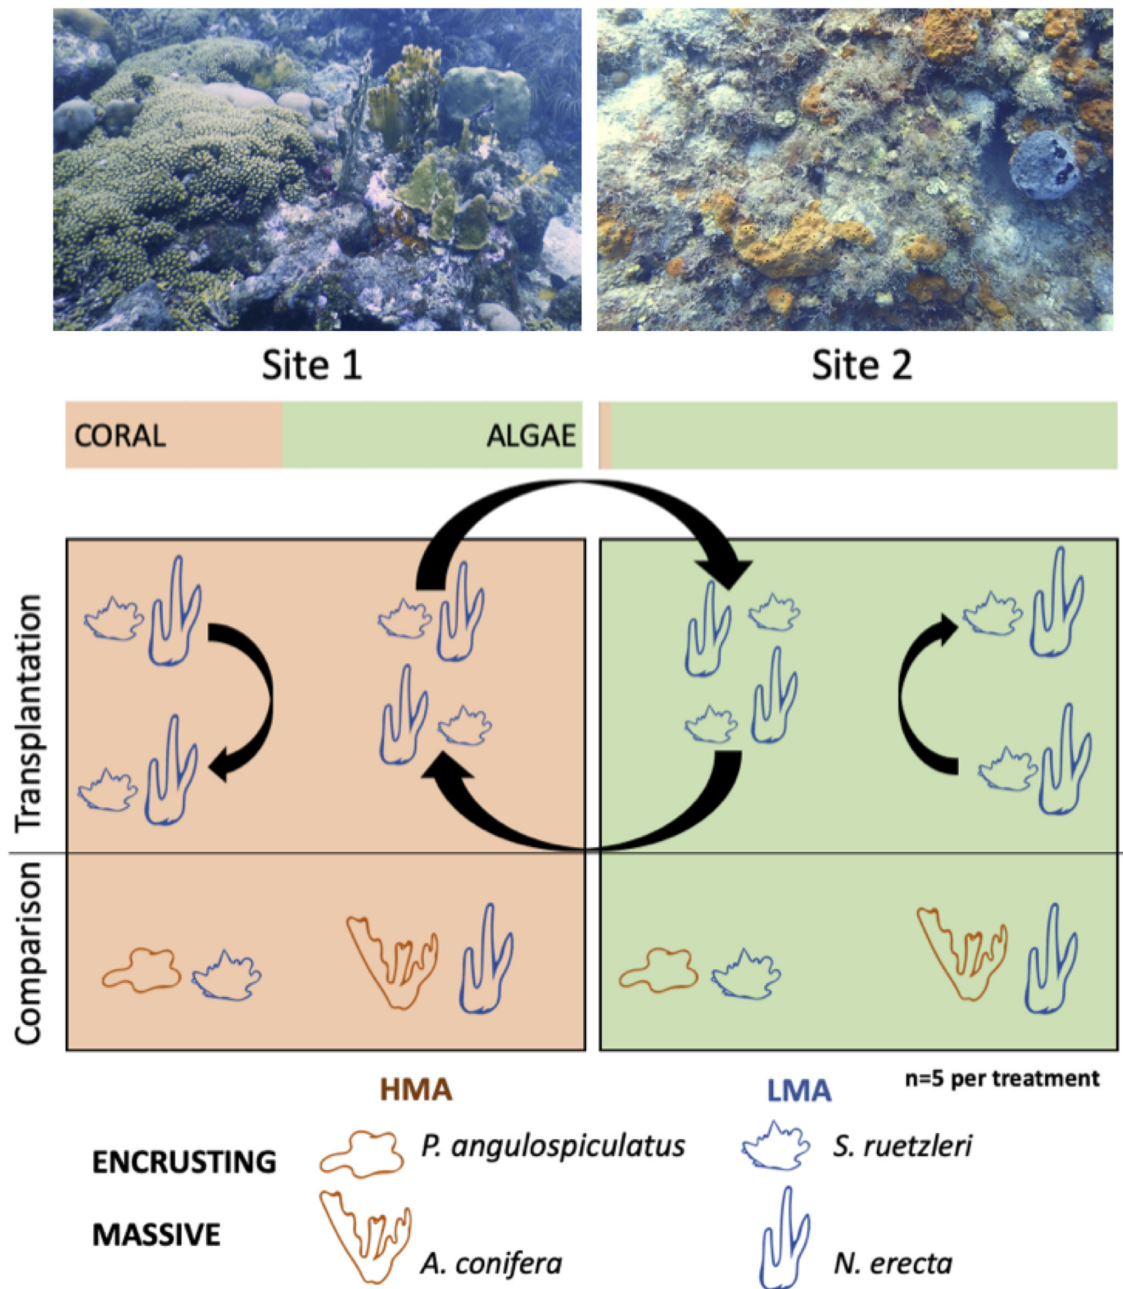 Site 1
Site 2
CORAL
ALGAE
Transplantation
Comparison
n=5 per treatment
HMA
LMA
ENCRUSTING
P. angulospiculatus
S. ruetzleri
MASSIVE
A. conifera
N. erecta